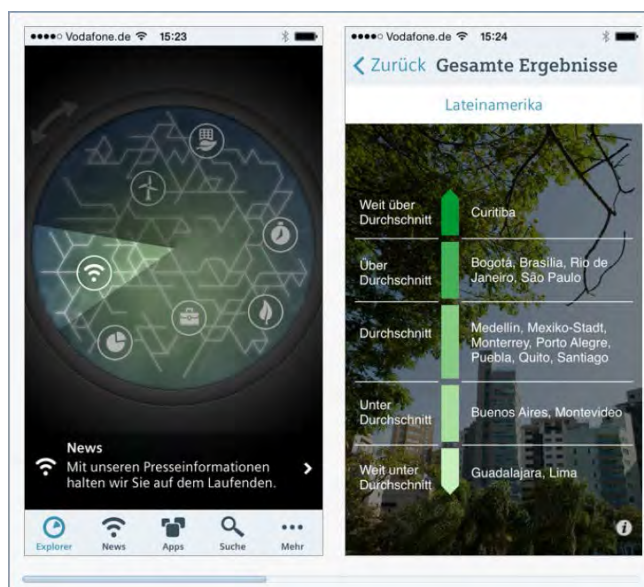 Vodafone.de 15:23
News
Mit unseren Presseinformationen
halten wir Sie auf dem Laufenden.
Explorer News Apps Suche Mehr
Vodafone.de 15:24
Zurück Gesamte Ergebnisse
Lateinamerika
Weit über
Durchschnitt
Curitiba
Über
Durchschnitt
Bogotá, Brasília, Rio de
Janeiro, São Paulo
Durchschnitt
Medellín, Mexiko-Stadt,
Monterrey, Porto Alegre,
Puebla, Quito, Santiago
Unter
Durchschnitt
Buenos Aires, Montevideo
Weit unter
Durchschnitt
Guadalajara, Lima